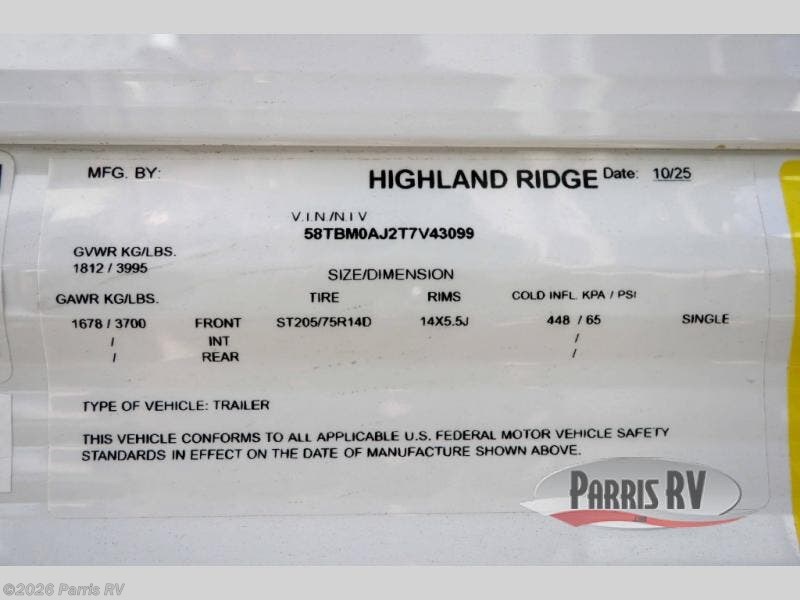 MFG. BY: HIGHLAND RIDGE Date: 10/25
V.I.N./N.I V
58TBM0AJ2T7V43099
GVWR KG/LBS.
1812 / 3995
SIZE/DIMENSION
GAWR KG/LBS. TIRE RIMS COLD INFL. KPA / PSI
1678 / 3700 FRONT ST205/75R14D 14X5.5J 448 / 65 SINGLE
/ INT /
/ REAR /
TYPE OF VEHICLE: TRAILER
THIS VEHICLE CONFORMS TO ALL APPLICABLE U.S. FEDERAL MOTOR VEHICLE SAFETY
STANDARDS IN EFFECT ON THE DATE OF MANUFACTURE SHOWN ABOVE.
PARRIS RV
©2026 Parris RV